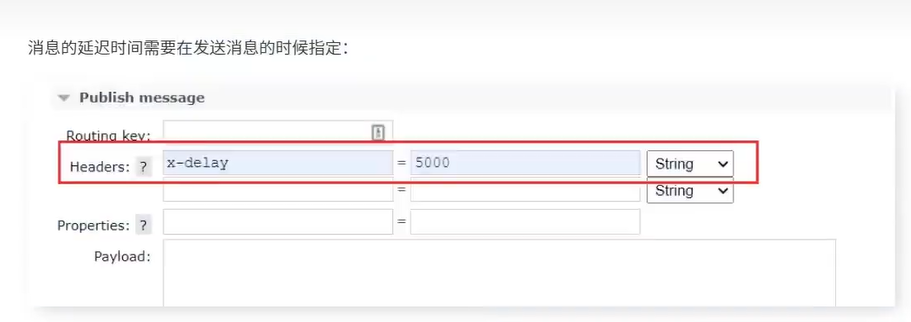 消息的延迟时间需要在发送消息的时候指定：
Publish message
Routing key:
Headers: ? x-delay = 5000 String
= String
Properties: ? =
Payload: